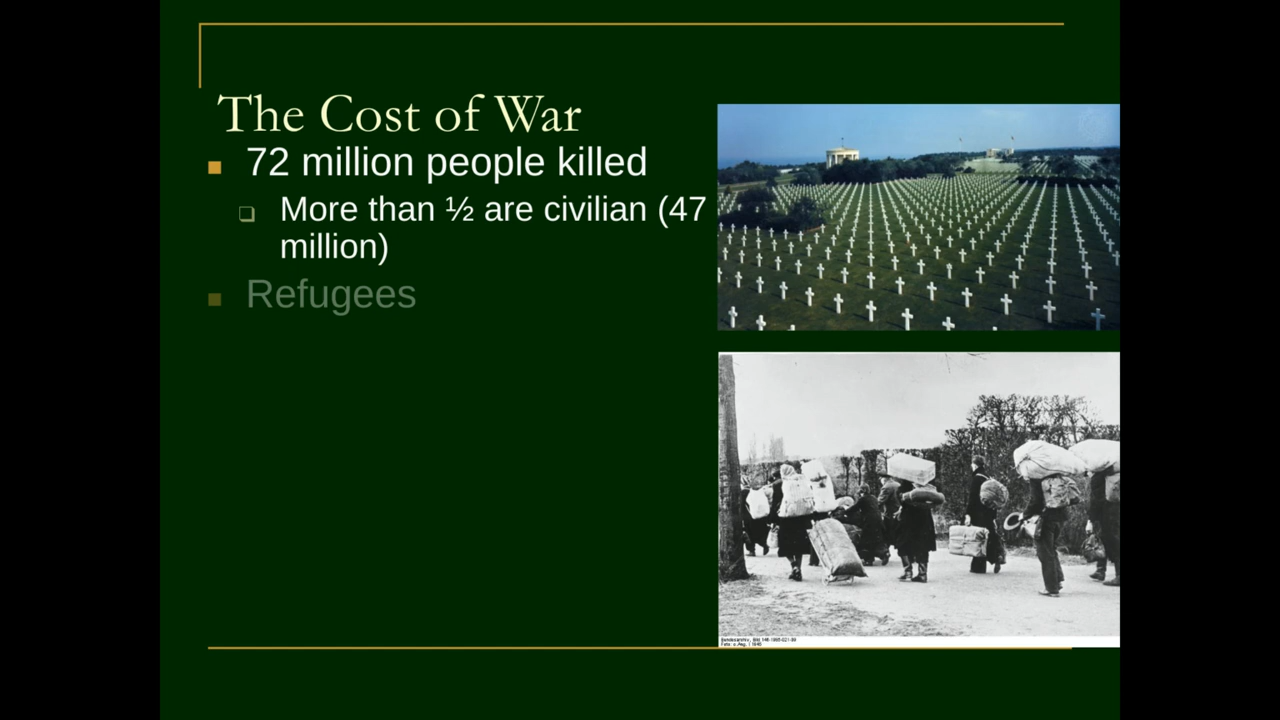 The Cost of War
72 million people killed
More than ½ are civilian (47
million)
Refugees